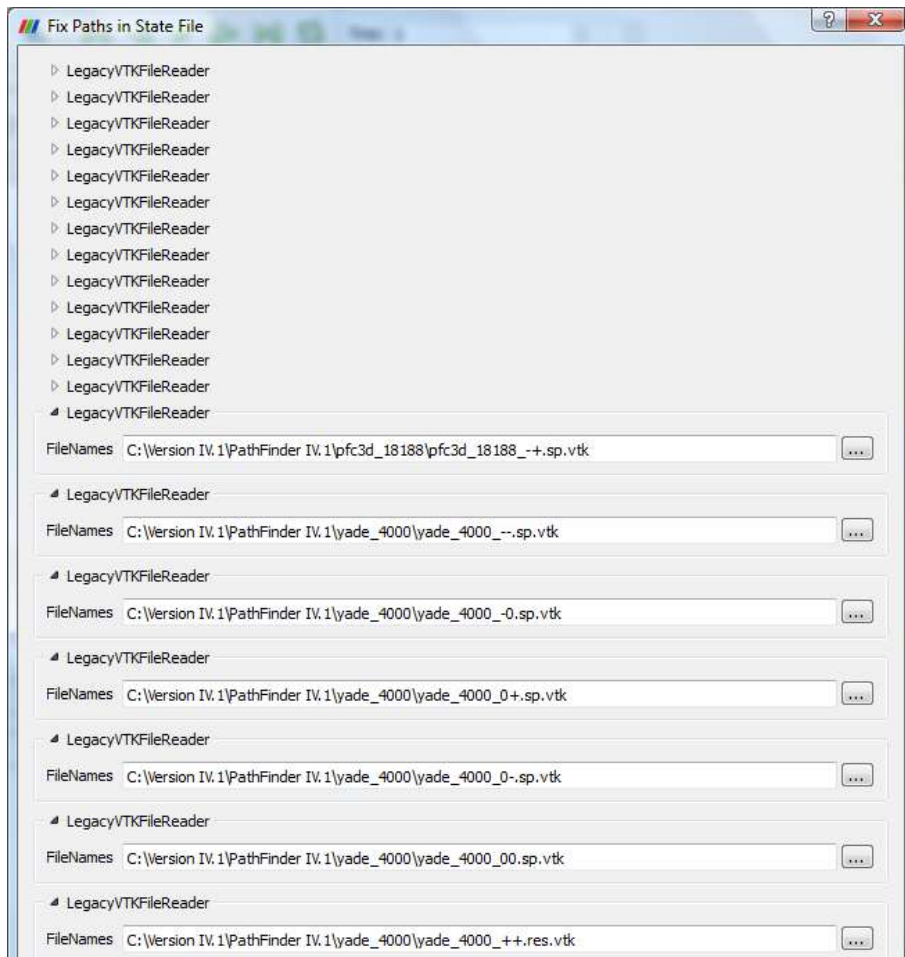 Fix Paths in State File
LegacyVTKFileReader
LegacyVTKFileReader
LegacyVTKFileReader
LegacyVTKFileReader
LegacyVTKFileReader
LegacyVTKFileReader
LegacyVTKFileReader
LegacyVTKFileReader
LegacyVTKFileReader
LegacyVTKFileReader
LegacyVTKFileReader
LegacyVTKFileReader
LegacyVTKFileReader
LegacyVTKFileReader
FileNames C:\Version IV.1\PathFinder IV.1\pfc3d_18188\pfc3d_18188_-+.sp.vtk ...
LegacyVTKFileReader
FileNames C:\Version IV.1\PathFinder IV.1\yade_4000\yade_4000_--.sp.vtk ...
LegacyVTKFileReader
FileNames C:\Version IV.1\PathFinder IV.1\yade_4000\yade_4000_-0.sp.vtk ...
LegacyVTKFileReader
FileNames C:\Version IV.1\PathFinder IV.1\yade_4000\yade_4000_0+.sp.vtk ...
LegacyVTKFileReader
FileNames C:\Version IV.1\PathFinder IV.1\yade_4000\yade_4000_0-.sp.vtk ...
LegacyVTKFileReader
FileNames C:\Version IV.1\PathFinder IV.1\yade_4000\yade_4000_00.sp.vtk ...
LegacyVTKFileReader
FileNames C:\Version IV.1\PathFinder IV.1\yade_4000\yade_4000_++.res.vtk ...